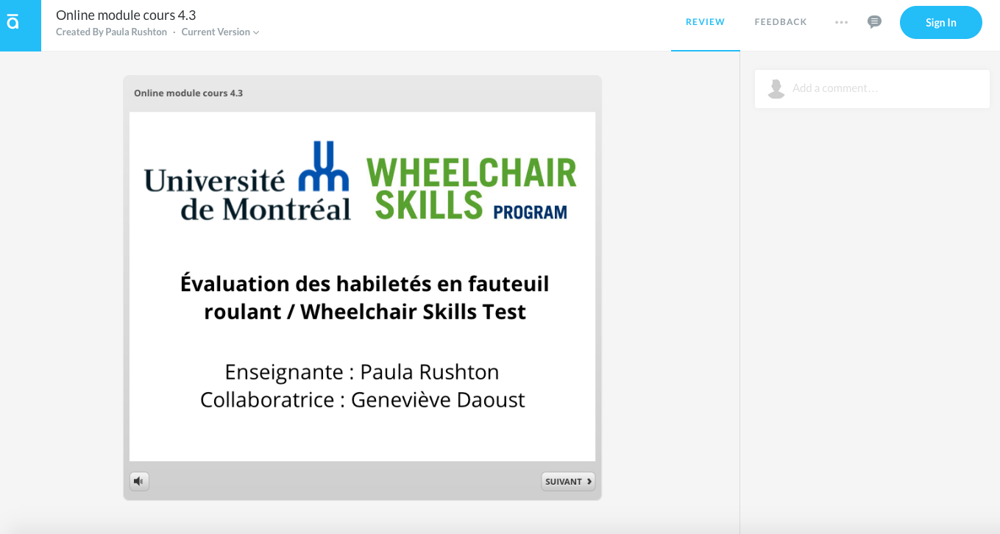 ā
Online module cours 4.3
Created By Paula Rushton · Current Version
REVIEW
FEEDBACK
Sign In
Add a comment…
Online module cours 4.3
Université
de Montréal
WHEELCHAIR
SKILLS PROGRAM
Évaluation des habiletés en fauteuil
roulant / Wheelchair Skills Test
Enseignante : Paula Rushton
Collaboratrice : Geneviève Daoust
SUIVANT